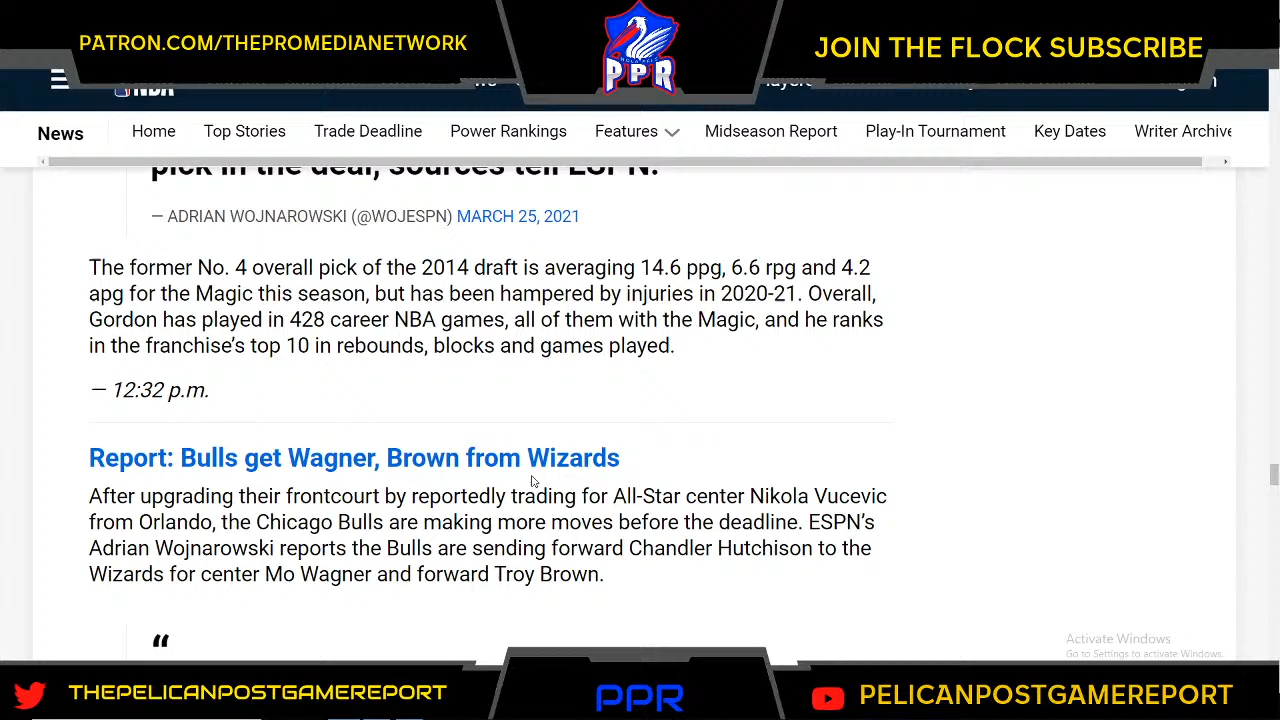 PATRON.COM/THEPROMEDIANETWORK
PPR
JOIN THE FLOCK SUBSCRIBE
NBA
News Home Top Stories Trade Deadline Power Rankings Features Midseason Report Play-In Tournament Key Dates Writer Archive
pick in the deal, sources tell ESPN.
— ADRIAN WOJNAROWSKI (@WOJESPN) MARCH 25, 2021
The former No. 4 overall pick of the 2014 draft is averaging 14.6 ppg, 6.6 rpg and 4.2
apg for the Magic this season, but has been hampered by injuries in 2020-21. Overall,
Gordon has played in 428 career NBA games, all of them with the Magic, and he ranks
in the franchise’s top 10 in rebounds, blocks and games played.
— 12:32 p.m.
Report: Bulls get Wagner, Brown from Wizards
After upgrading their frontcourt by reportedly trading for All-Star center Nikola Vucevic
from Orlando, the Chicago Bulls are making more moves before the deadline. ESPN’s
Adrian Wojnarowski reports the Bulls are sending forward Chandler Hutchison to the
Wizards for center Mo Wagner and forward Troy Brown.
“
Activate Windows
Go to Settings to activate Windows.
THEPELICANPOSTGAMEREPORT
PPR
PELICANPOSTGAMEREPORT